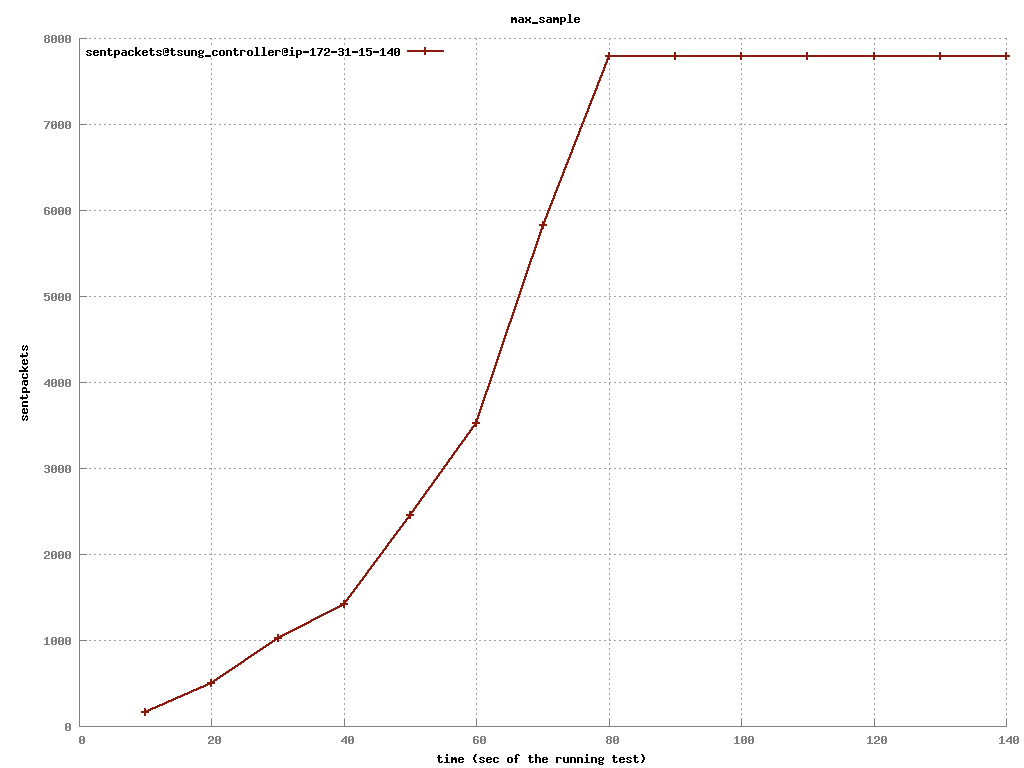 max_sample
sentpackets@tsung_controller@ip-172-31-15-140
8000
7000
6000
5000
4000
3000
2000
1000
0
sentpackets
0 20 40 60 80 100 120 140
time (sec of the running test)